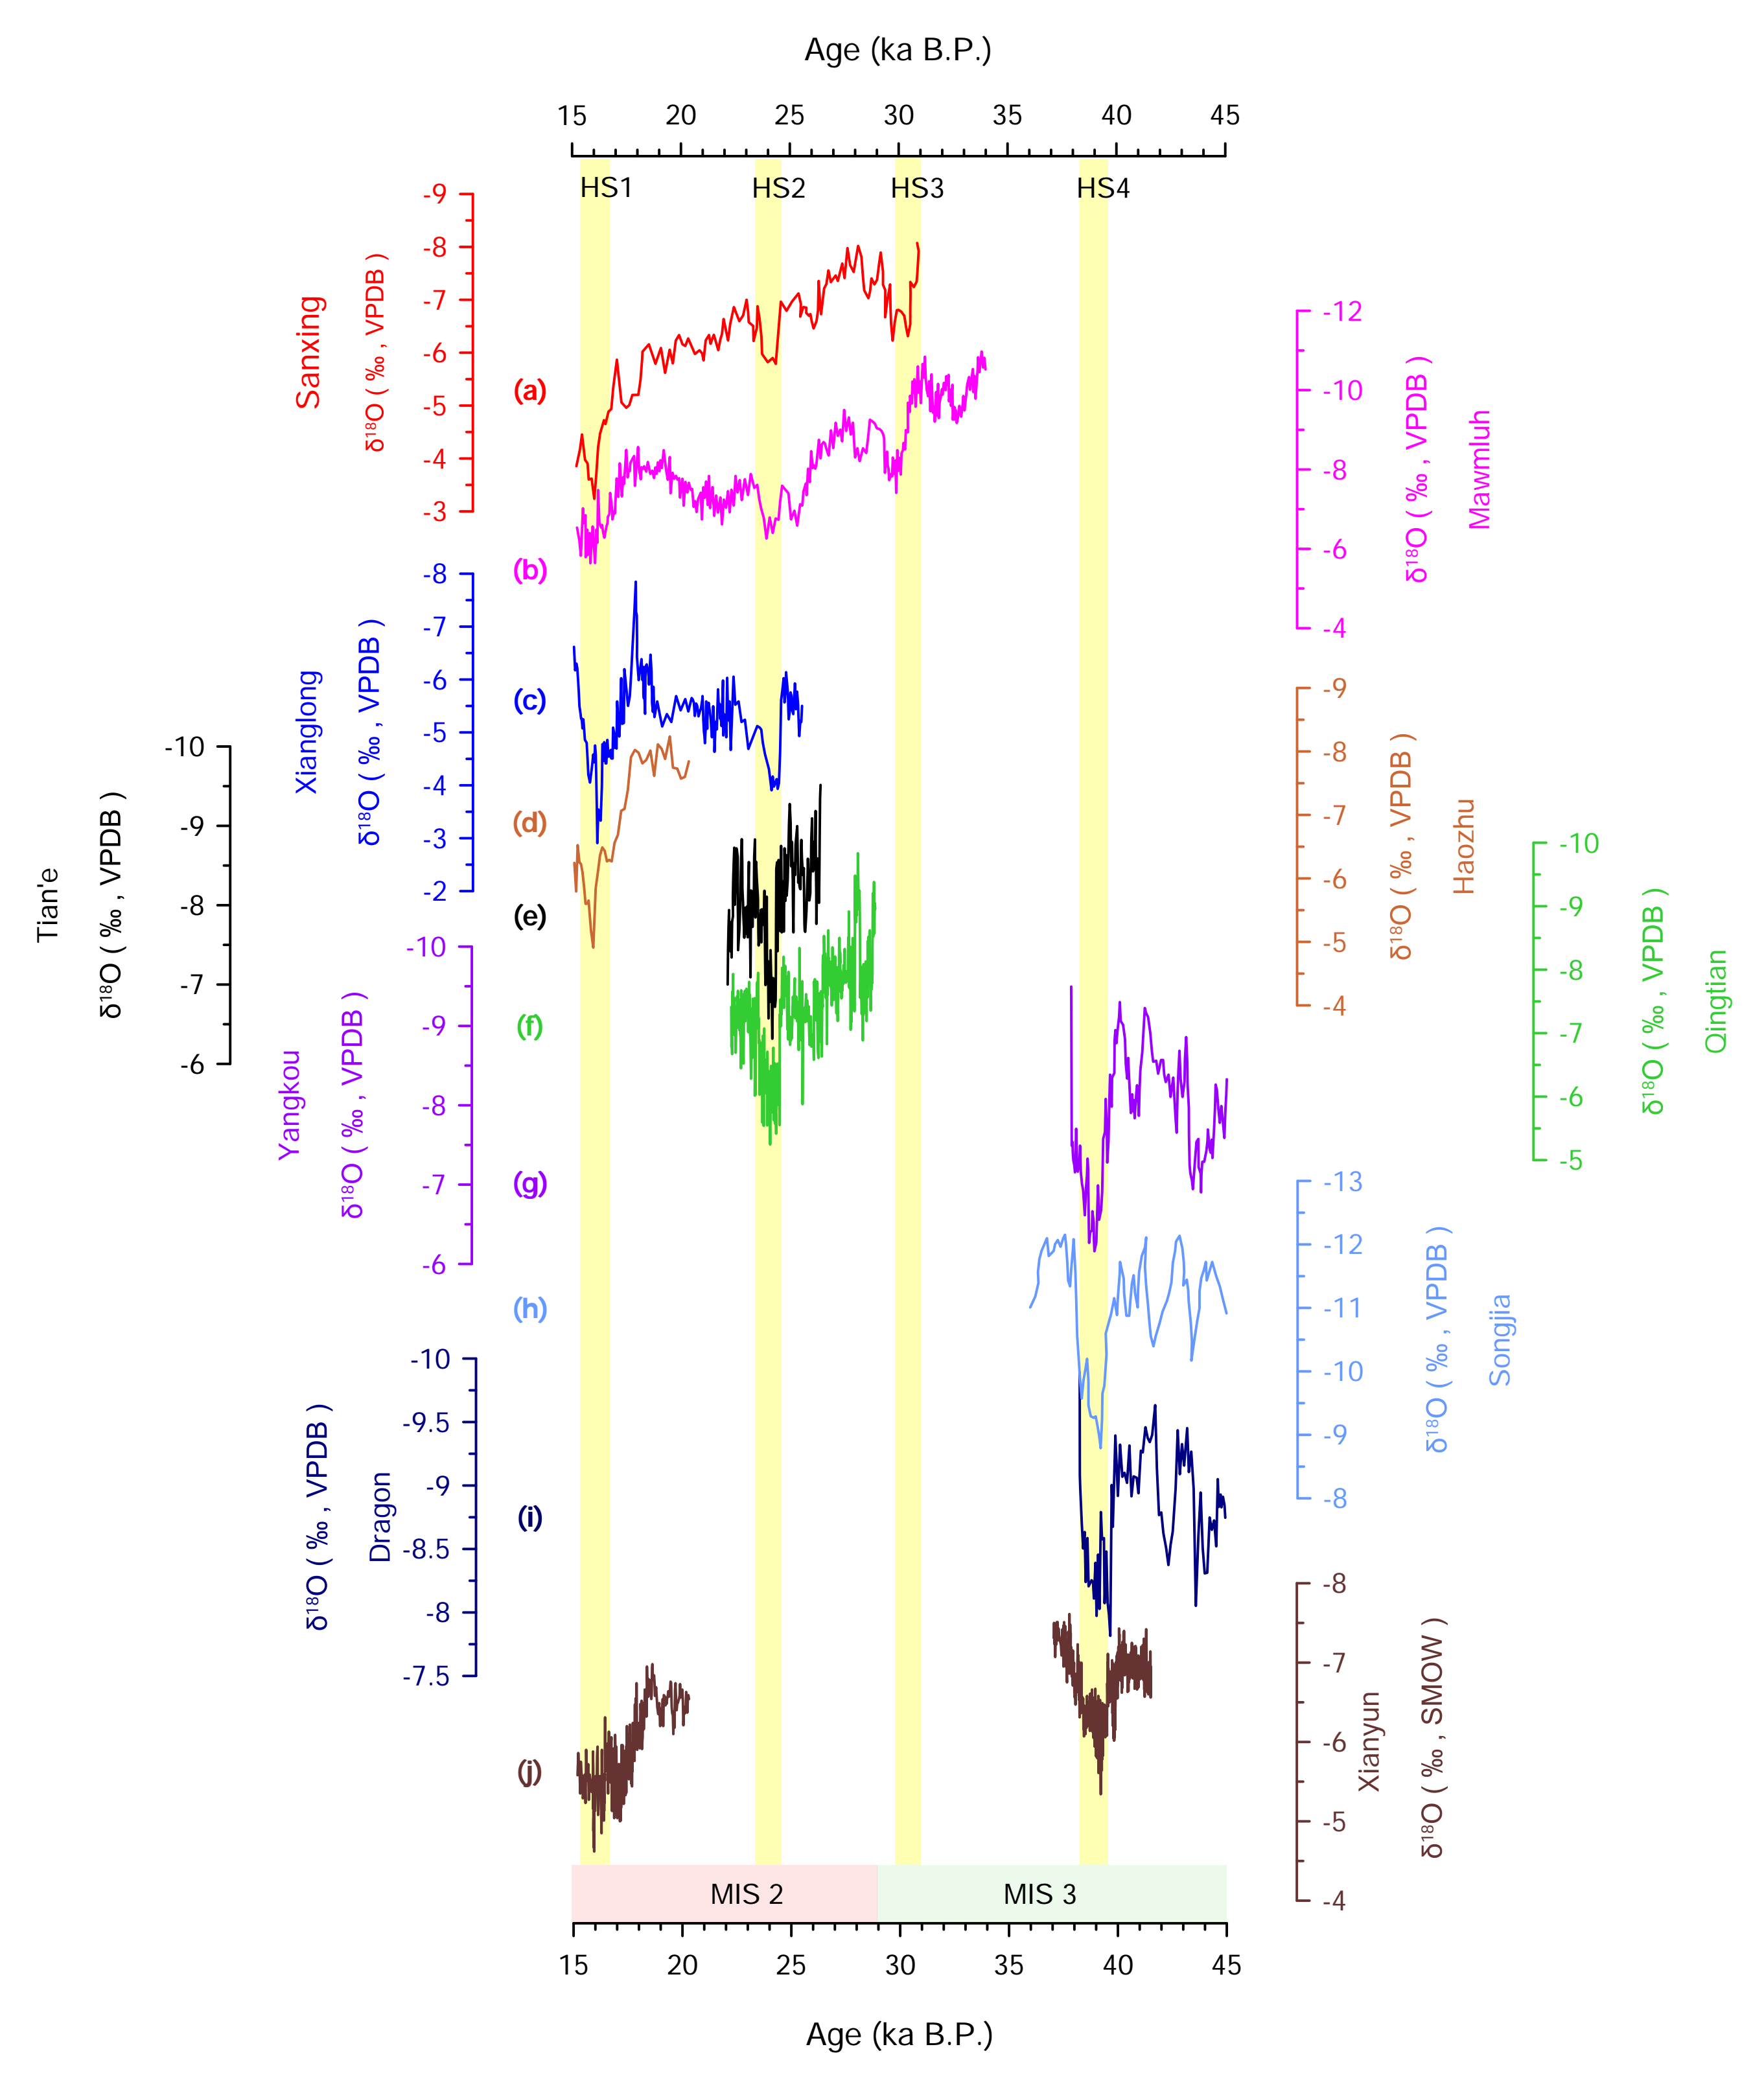 Age (ka B.P.)
15 20 25 30 35 40 45
HS1 HS2 HS3 HS4
Sanxing
δ18O ( ‰ , VPDB )
-9
-8
-7
-6
-5
-4
-3
(a)
-12
-10
-8
-6
-4
δ18O ( ‰ , VPDB )
Mawmluh
(b)
Xianglong
δ18O ( ‰ , VPDB )
-8
-7
-6
-5
-4
-3
-2
(c)
-9
-8
-7
-6
-5
-4
δ18O ( ‰ , VPDB )
Haozhu
(d)
Tian'e
δ18O ( ‰ , VPDB )
-10
-9
-8
-7
-6
(e)
-10
-9
-8
-7
-6
-5
δ18O ( ‰ , VPDB )
Qingtian
(f)
Yangkou
δ18O ( ‰ , VPDB )
-10
-9
-8
-7
-6
(g)
-13
-12
-11
-10
-9
-8
δ18O ( ‰ , VPDB )
Songjia
(h)
δ18O ( ‰ , VPDB )
Dragon
-10
-9.5
-9
-8.5
-8
-7.5
(i)
-8
-7
-6
-5
-4
Xianyun
δ18O ( ‰ , SMOW )
(j)
MIS 2 MIS 3
15 20 25 30 35 40 45
Age (ka B.P.)